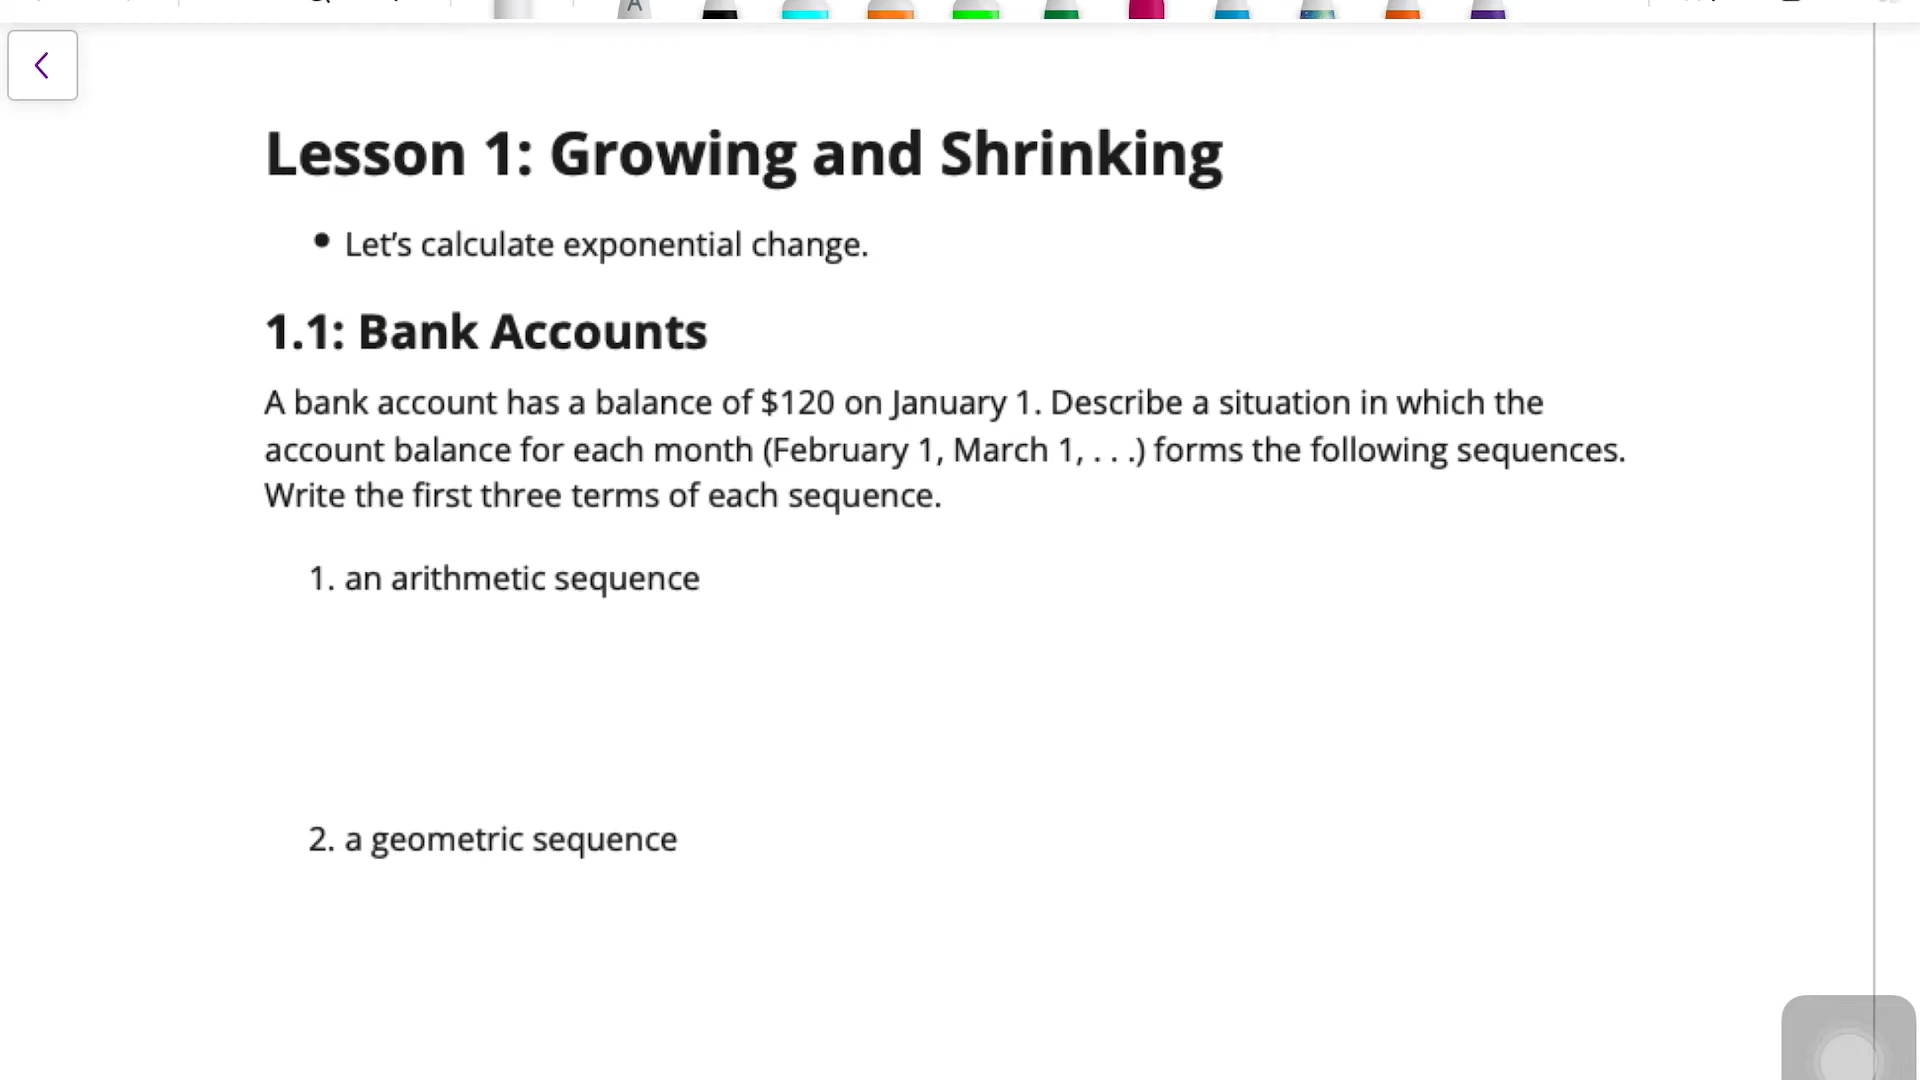 A
Lesson 1: Growing and Shrinking
• Let's calculate exponential change.
1.1: Bank Accounts
A bank account has a balance of $120 on January 1. Describe a situation in which the
account balance for each month (February 1, March 1, . . .) forms the following sequences.
Write the first three terms of each sequence.
1. an arithmetic sequence
2. a geometric sequence